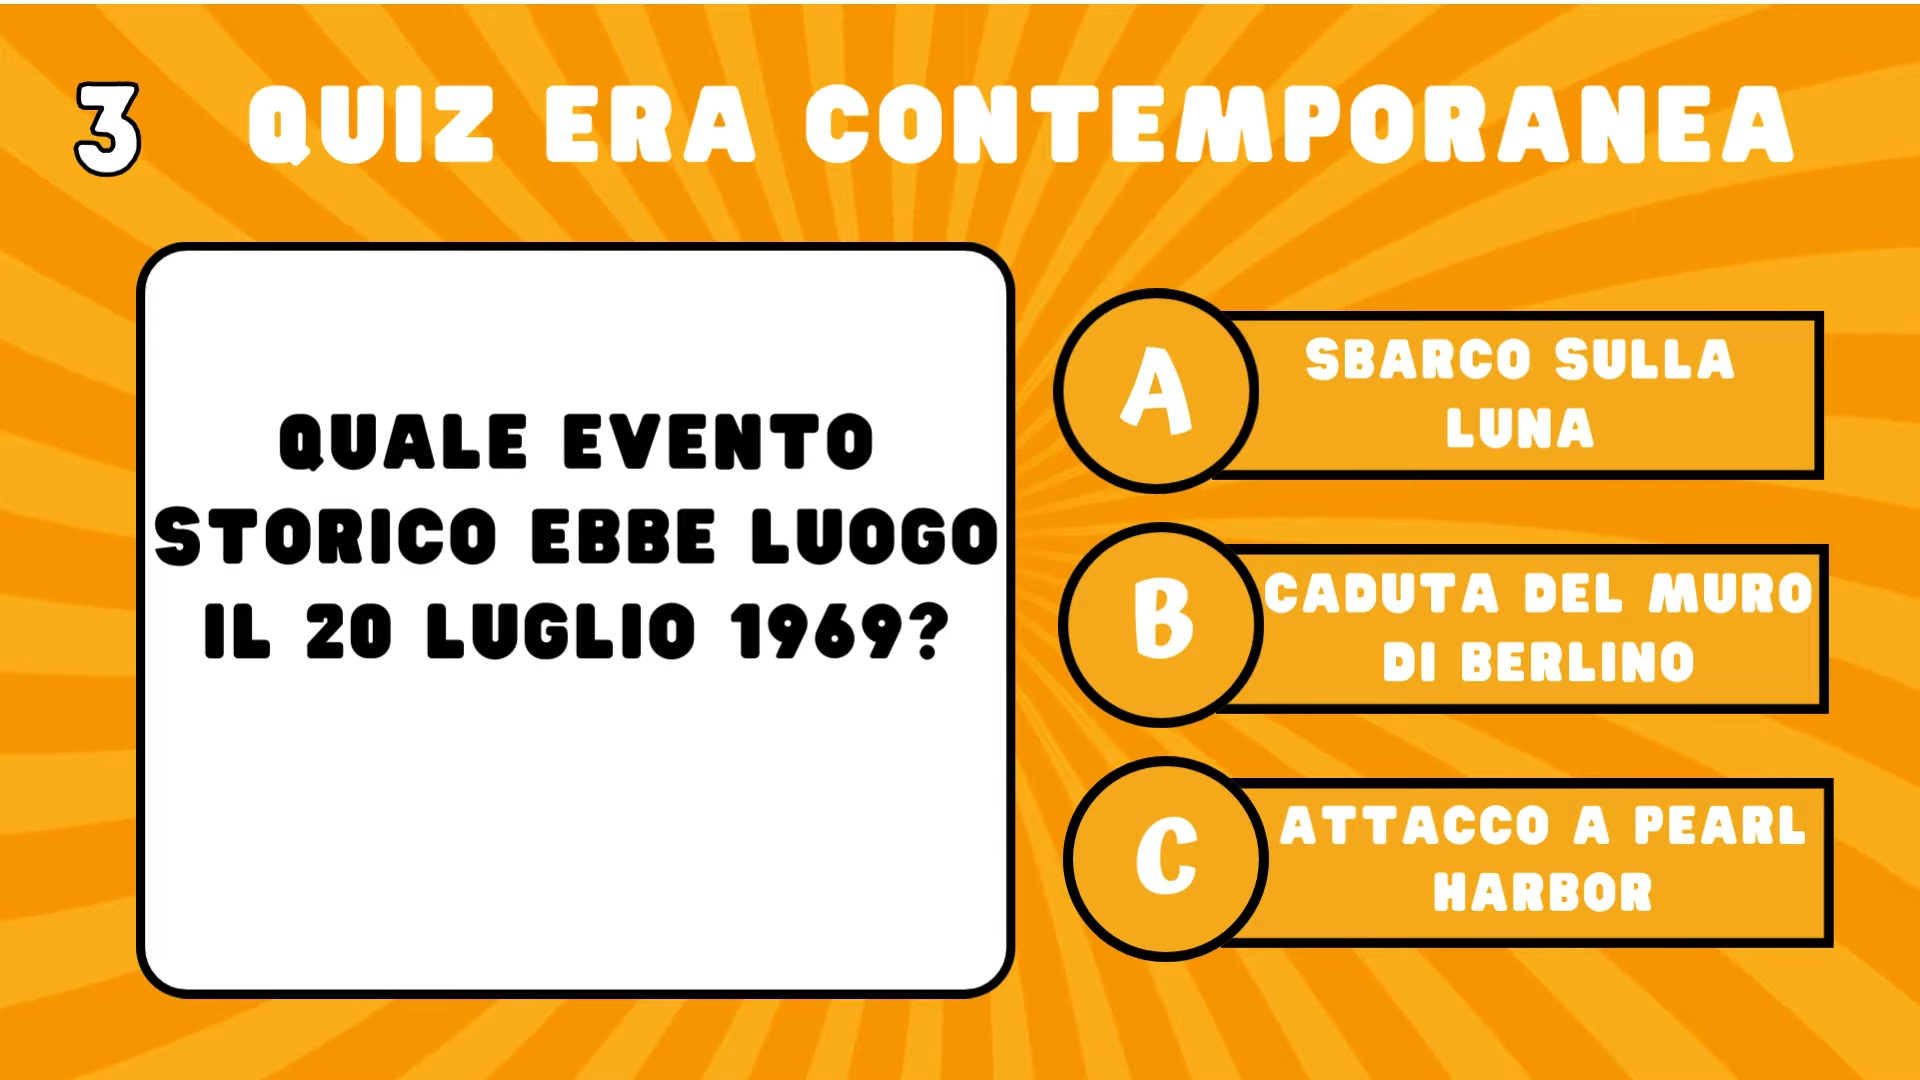 3
QUIZ ERA CONTEMPORANEA
QUALE EVENTO
STORICO EBBE LUOGO
IL 20 LUGLIO 1969?
A
SBARCO SULLA
LUNA
B
CADUTA DEL MURO
DI BERLINO
C
ATTACCO A PEARL
HARBOR